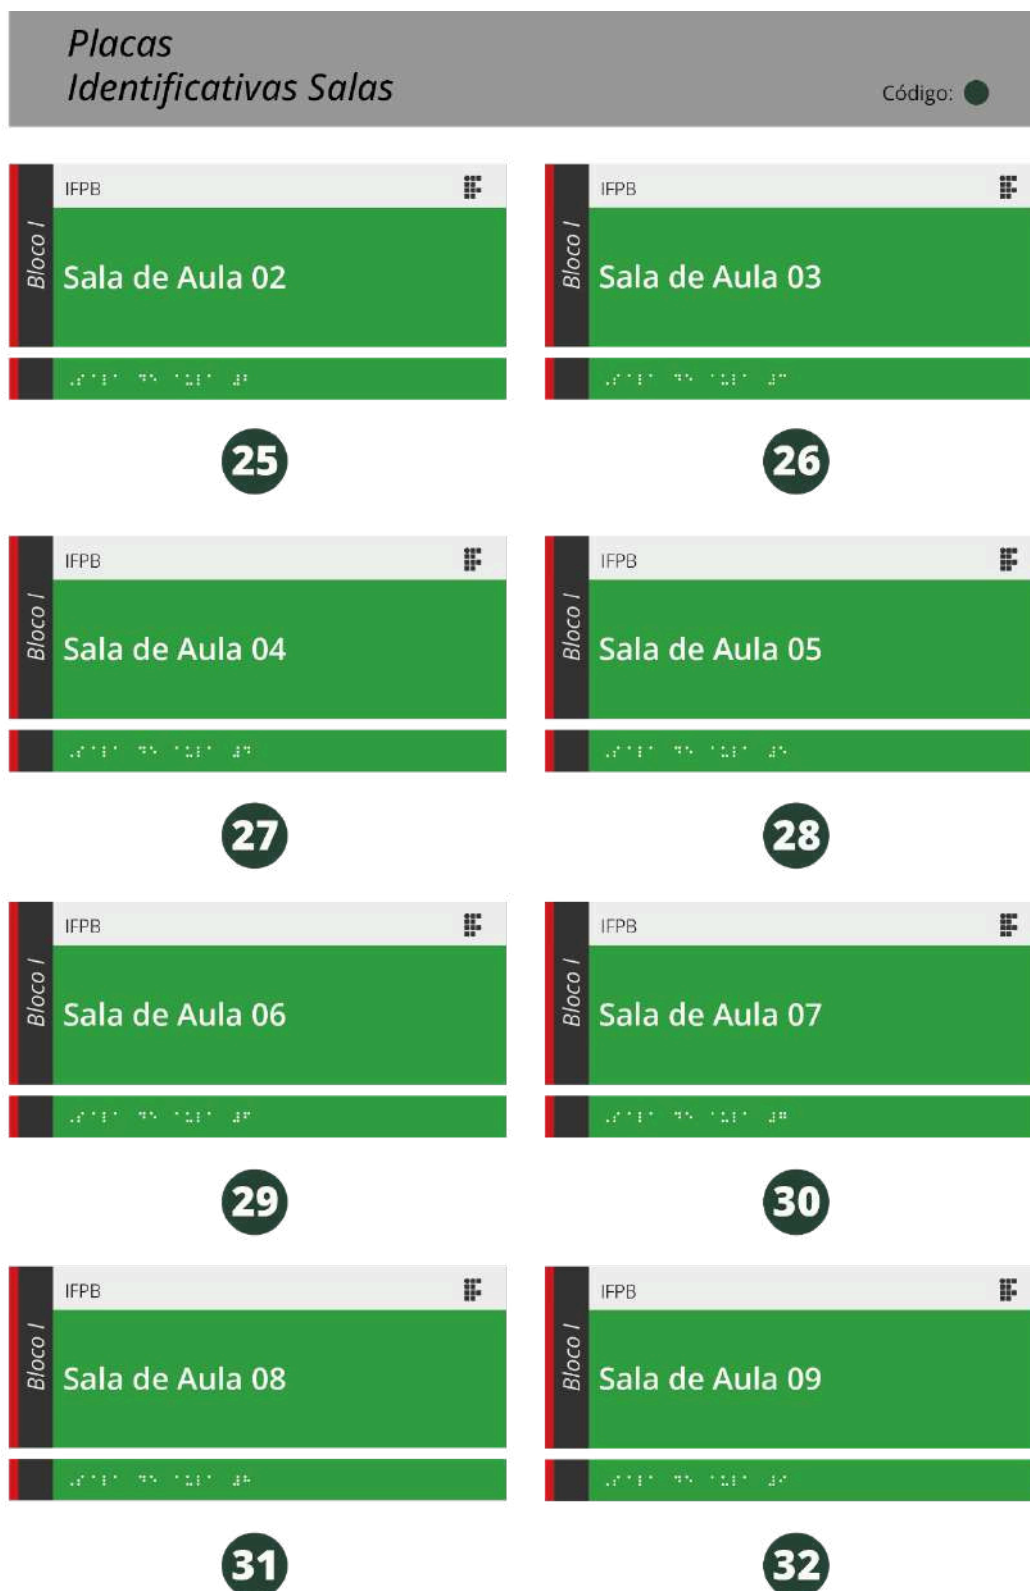 Placas
Identificativas Salas
Código:
IFPB
Bloco I
Sala de Aula 02
⠠⠎⠁⠇⠁ ⠙⠑ ⠁⠥⠇⠁ ⠼⠃
25
IFPB
Bloco I
Sala de Aula 03
⠠⠎⠁⠇⠁ ⠙⠑ ⠁⠥⠇⠁ ⠼⠉
26
IFPB
Bloco I
Sala de Aula 04
⠠⠎⠁⠇⠁ ⠙⠑ ⠁⠥⠇⠁ ⠼⠙
27
IFPB
Bloco I
Sala de Aula 05
⠠⠎⠁⠇⠁ ⠙⠑ ⠁⠥⠇⠁ ⠼⠑
28
IFPB
Bloco I
Sala de Aula 06
⠠⠎⠁⠇⠁ ⠙⠑ ⠁⠥⠇⠁ ⠼⠋
29
IFPB
Bloco I
Sala de Aula 07
⠠⠎⠁⠇⠁ ⠙⠑ ⠁⠥⠇⠁ ⠼⠛
30
IFPB
Bloco I
Sala de Aula 08
⠠⠎⠁⠇⠁ ⠙⠑ ⠁⠥⠇⠁ ⠼⠓
31
IFPB
Bloco I
Sala de Aula 09
⠠⠎⠁⠇⠁ ⠙⠑ ⠁⠥⠇⠁ ⠼⠊
32